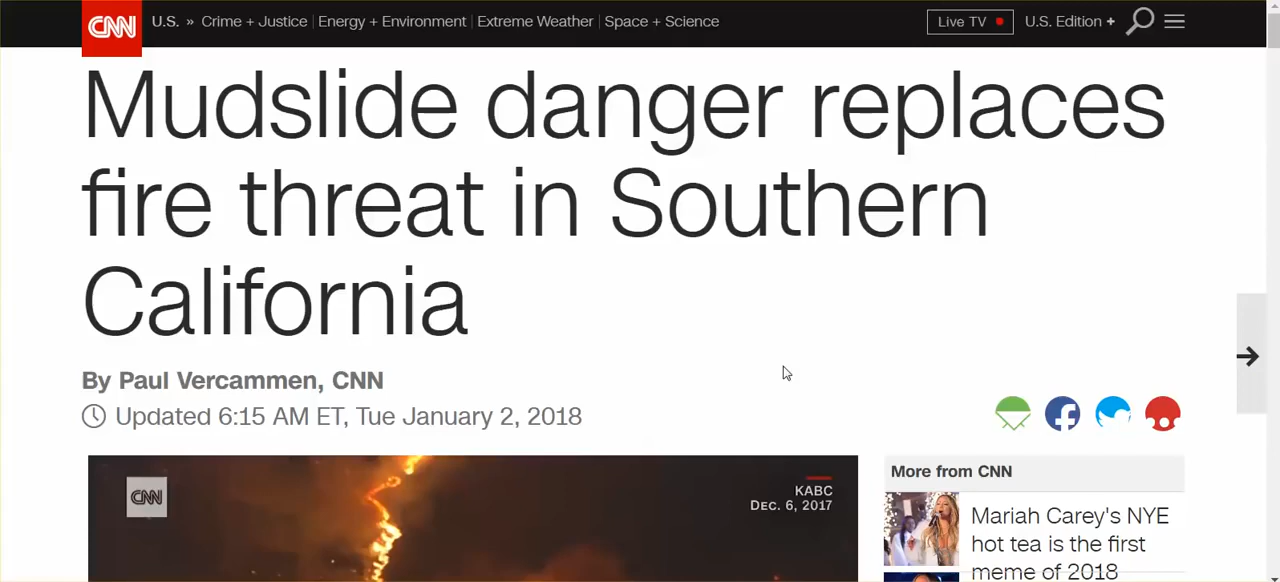 CNN
U.S. » Crime + Justice | Energy + Environment | Extreme Weather | Space + Science
Live TV
U.S. Edition +
Mudslide danger replaces
fire threat in Southern
California
By Paul Vercammen, CNN
Updated 6:15 AM ET, Tue January 2, 2018
CNN
KABC
DEC. 6, 2017
More from CNN
Mariah Carey's NYE
hot tea is the first
meme of 2018